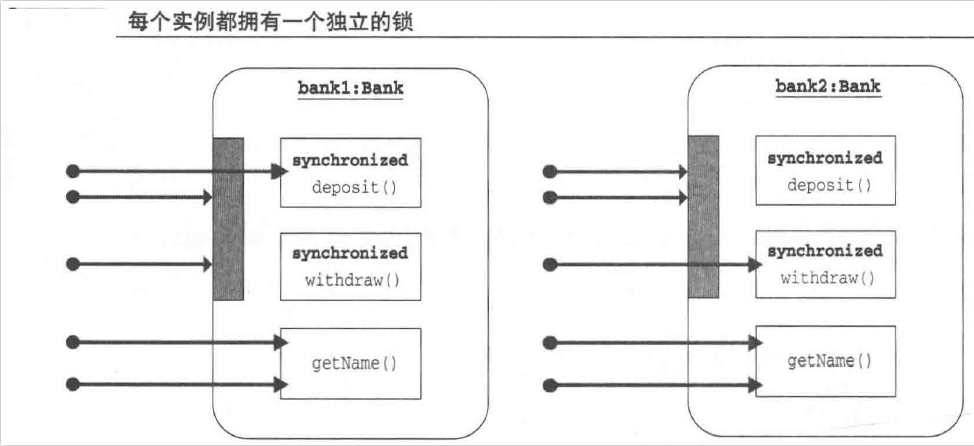 每个实例都拥有一个独立的锁
bank1:Bank
synchronized
deposit()
synchronized
withdraw()
getName()
bank2:Bank
synchronized
deposit()
synchronized
withdraw()
getName()